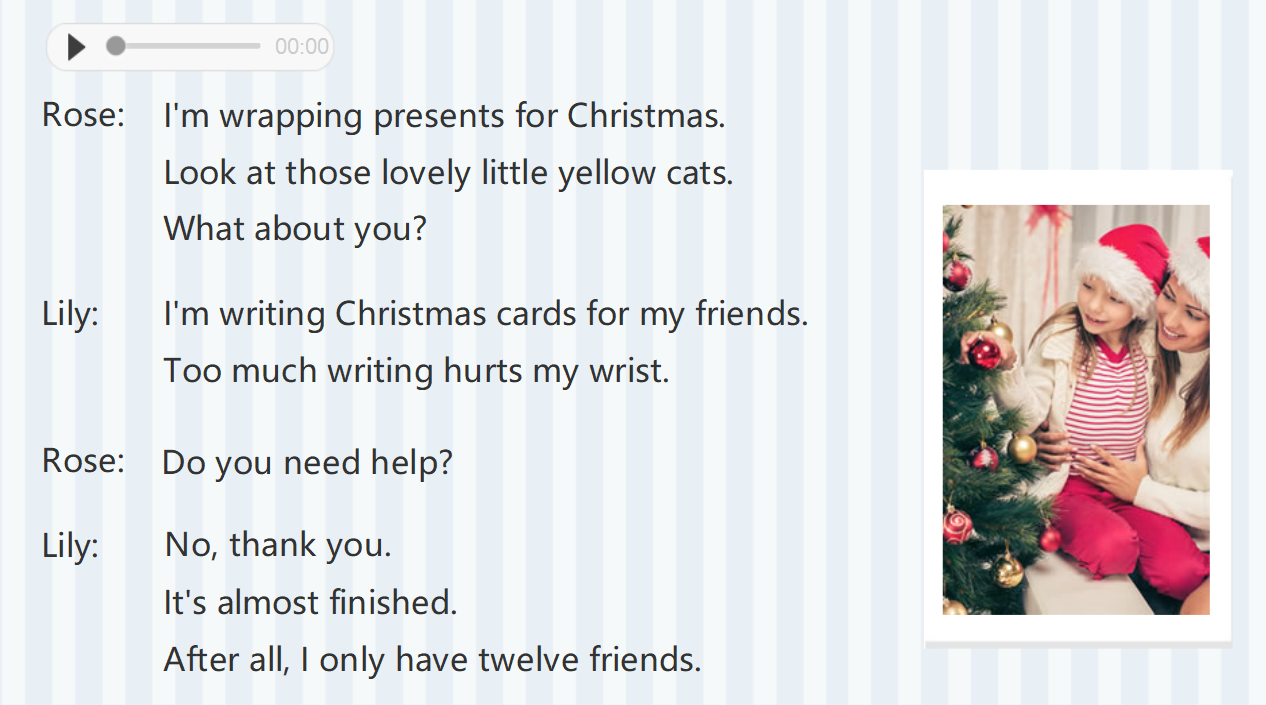 00:00
Rose: I'm wrapping presents for Christmas.
Look at those lovely little yellow cats.
What about you?
Lily: I'm writing Christmas cards for my friends.
Too much writing hurts my wrist.
Rose: Do you need help?
Lily: No, thank you.
It's almost finished.
After all, I only have twelve friends.